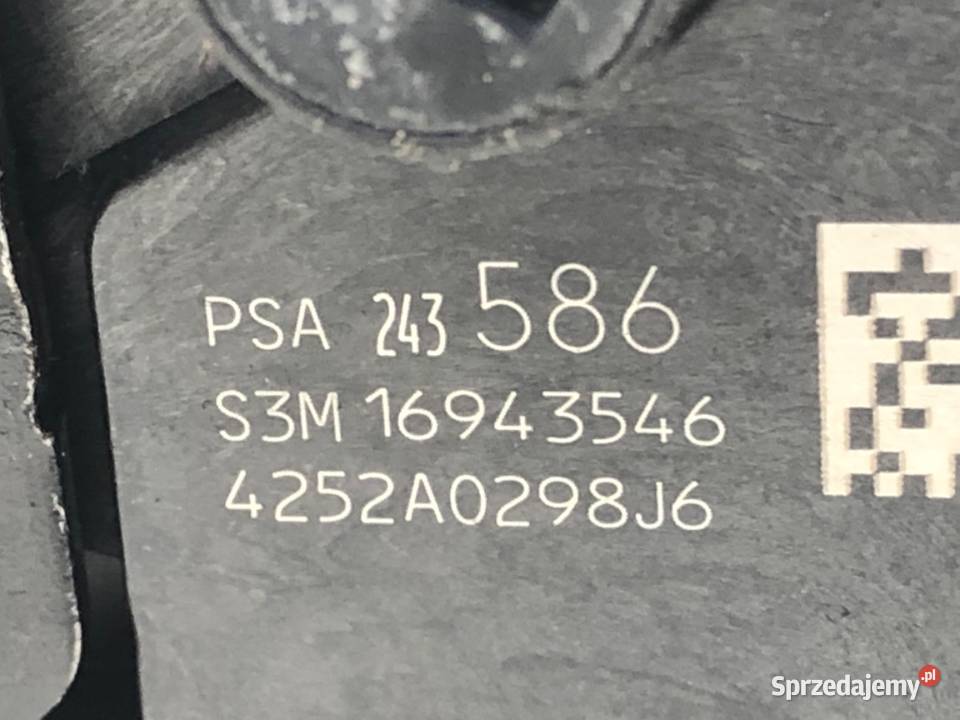 PSA 243 586
S3M 16943546
4252A0298J6
Sprzedajemy.pl